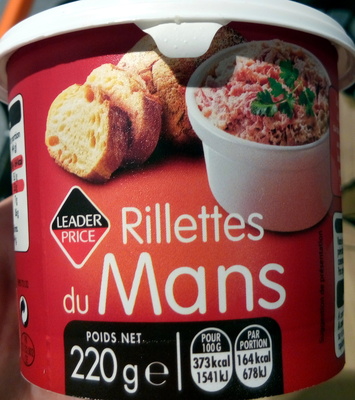 LEADER
PRICE
Rillettes
du Mans
POIDS NET
220 g e
POUR
100 G
373 kcal
1541 kJ
PAR
PORTION
164 kcal
678 kJ